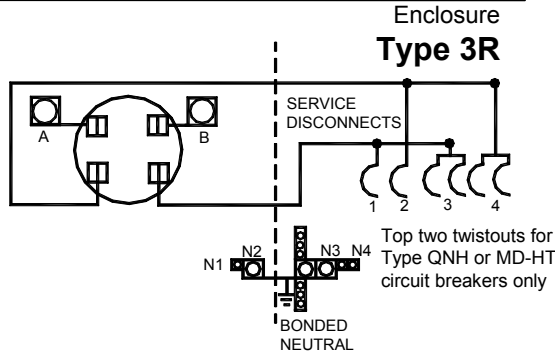 Enclosure
Type 3R
SERVICE
DISCONNECTS
A
B
1 2 3 4
N1 N2 N3 N4
Top two twistouts for
Type QNH or MD-HT
circuit breakers only
BONDED
NEUTRAL